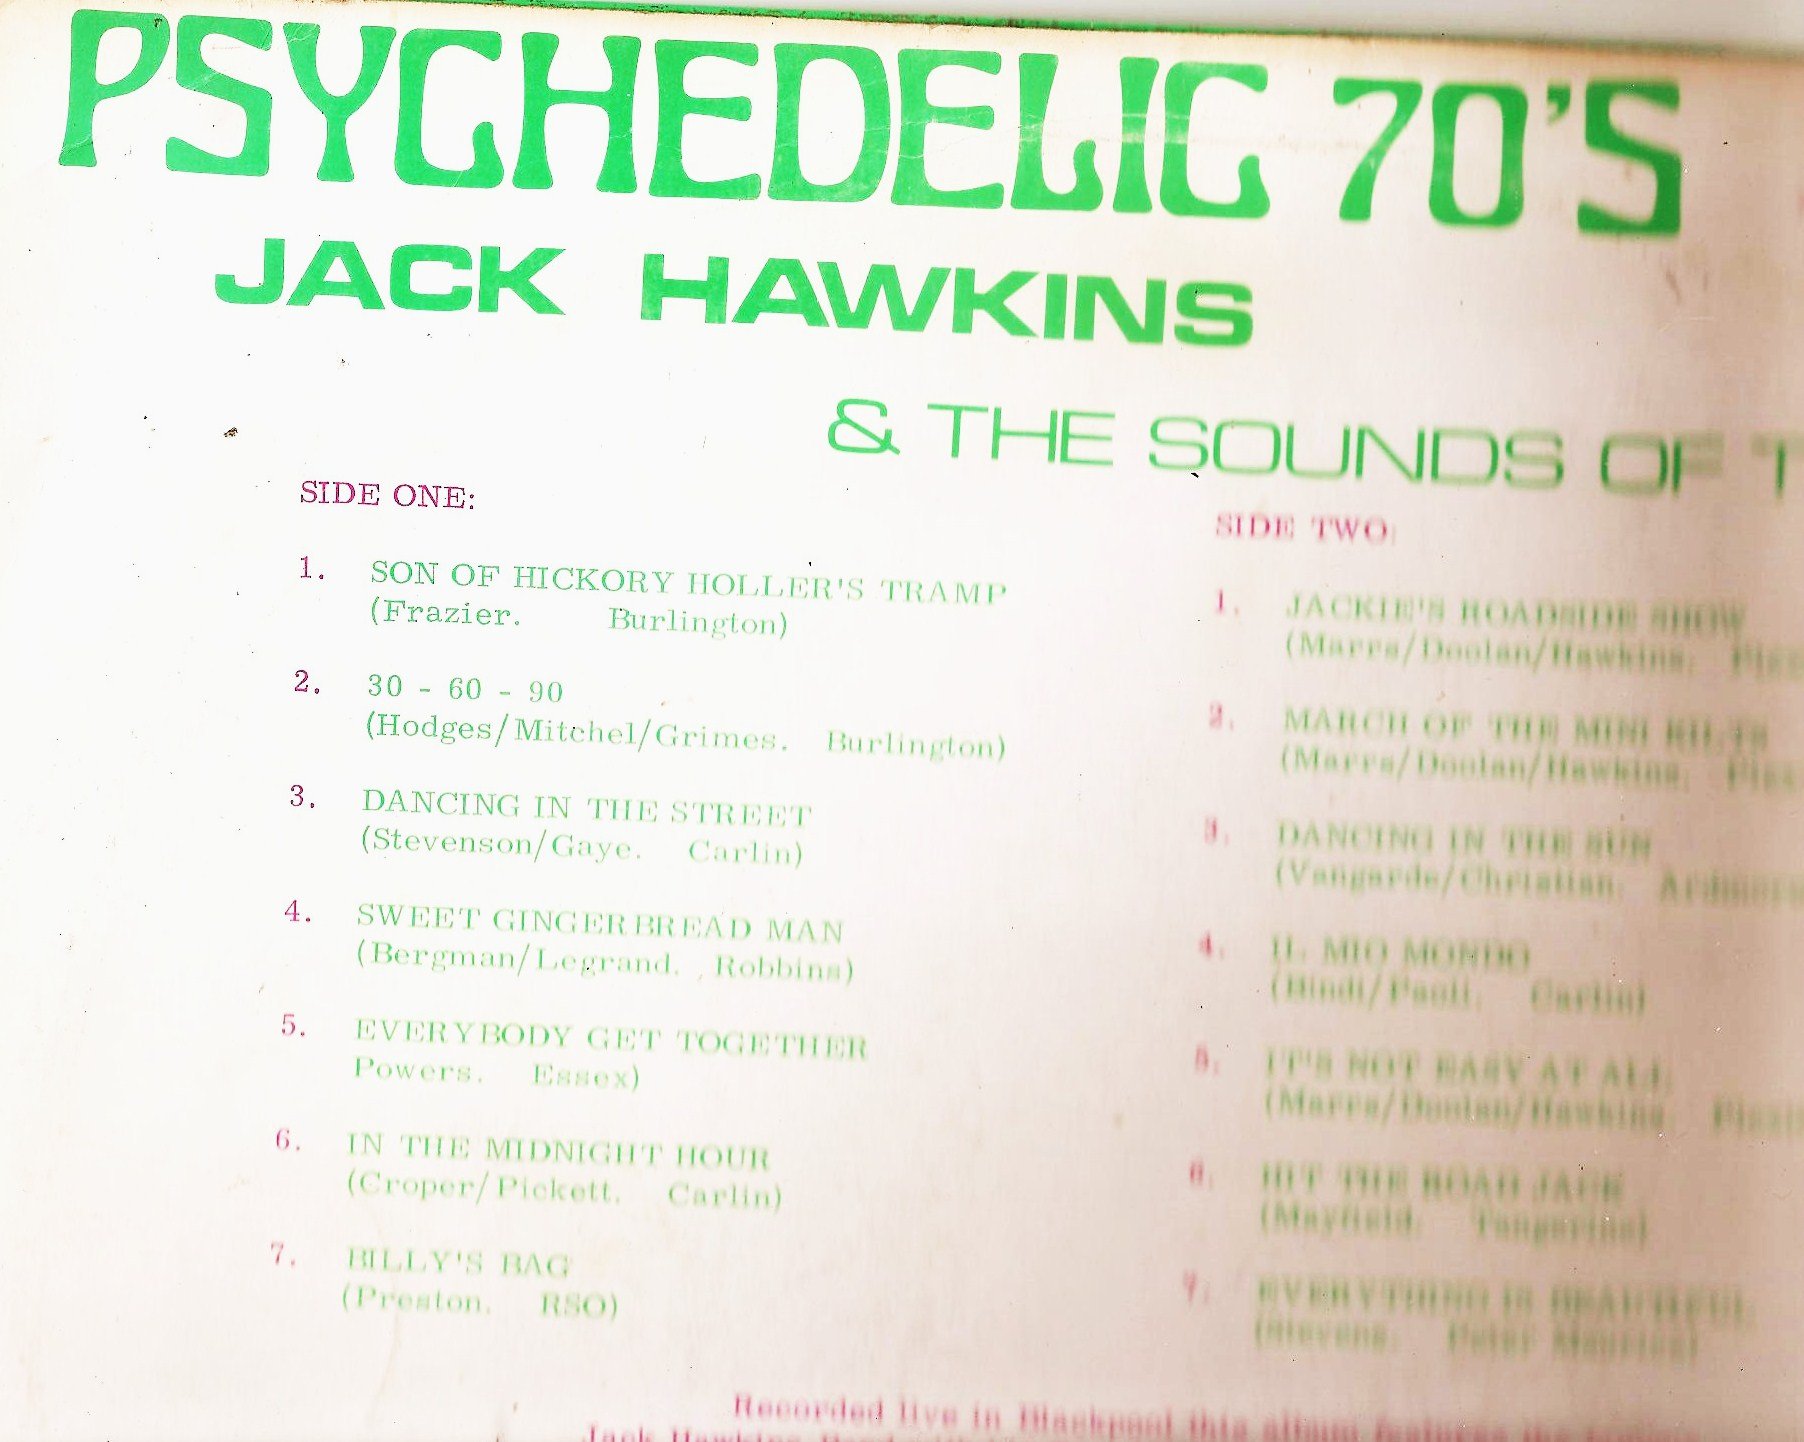 PSYCHEDELIC 70'S
JACK HAWKINS
& THE SOUNDS OF T
SIDE ONE:
1. SON OF HICKORY HOLLER'S TRAMP
(Frazier. Burlington)
2. 30 - 60 - 90
(Hodges/Mitchel/Grimes. Burlington)
3. DANCING IN THE STREET
(Stevenson/Gaye. Carlin)
4. SWEET GINGERBREAD MAN
(Bergman/Legrand. Robbins)
5. EVERYBODY GET TOGETHER
Powers. Essex)
6. IN THE MIDNIGHT HOUR
(Croper/Pickett. Carlin)
7. BILLY'S BAG
(Preston. RSO)
SIDE TWO:
1. JACKIE'S ROADSIDE SHOW
(Marrs/Doolan/Hawkins.
2. MARCH OF THE MINI KILTS
(Marrs/Doolan/Hawkins.
3. DANCING IN THE SUN
(Vangarde/Christian.
4. IL MIO MONDO
(Bindi/Paoli. Carlin)
5. IT'S NOT EASY AT ALL
(Marrs/Doolan/Hawkins.
6. HIT THE ROAD JACK
(Mayfield. Tangerine)
7. EVERYTHING IS BEAUTIFUL
(Stevens. Peter Maurice)
Recorded live in Blackpool this album features the
Jack Hawkins